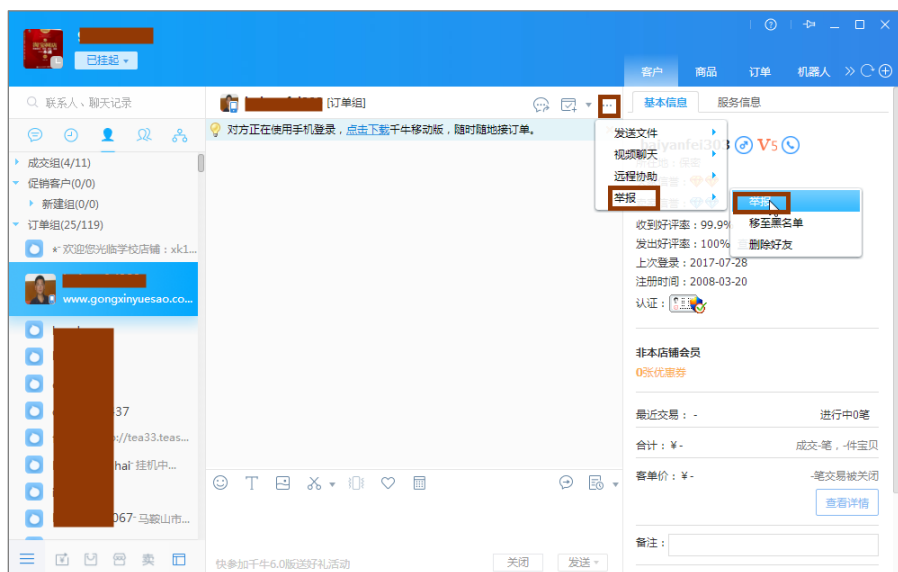 已挂起
客户 商品 订单 机器人
联系人、聊天记录
[订单组]
基本信息 服务信息
对方正在使用手机登录，点击下载千牛移动版，随时随地接订单。
发送文件
视频聊天
远程协助
举报
举报
移至黑名单
删除好友
baiyanfei303 V5
成交组(4/11)
促销客户(0/0)
新建组(0/0)
订单组(25/119)
欢迎您光临学校店铺：xk1...
www.gongxinyuesao.co...
37
://tea33.teas...
hai-挂机中...
067-马鞍山市...
收到好评率：99.9%
发出好评率：100%
上次登录：2017-07-28
注册时间：2008-03-20
认证：
非本店铺会员
0张优惠券
最近交易：- 进行中0笔
合计：¥- 成交-笔，-件宝贝
客单价：¥- -笔交易被关闭
查看详情
备注：
快参加千牛6.0版送好礼活动
关闭 发送